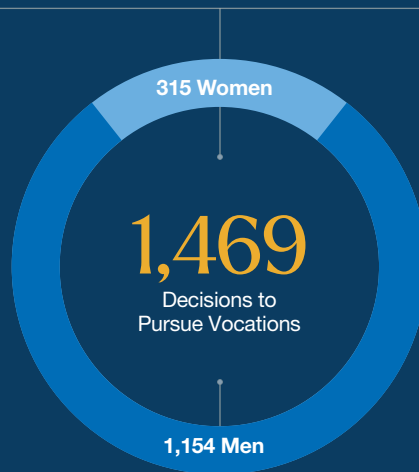 315 Women
1,469
Decisions to
Pursue Vocations
1,154 Men